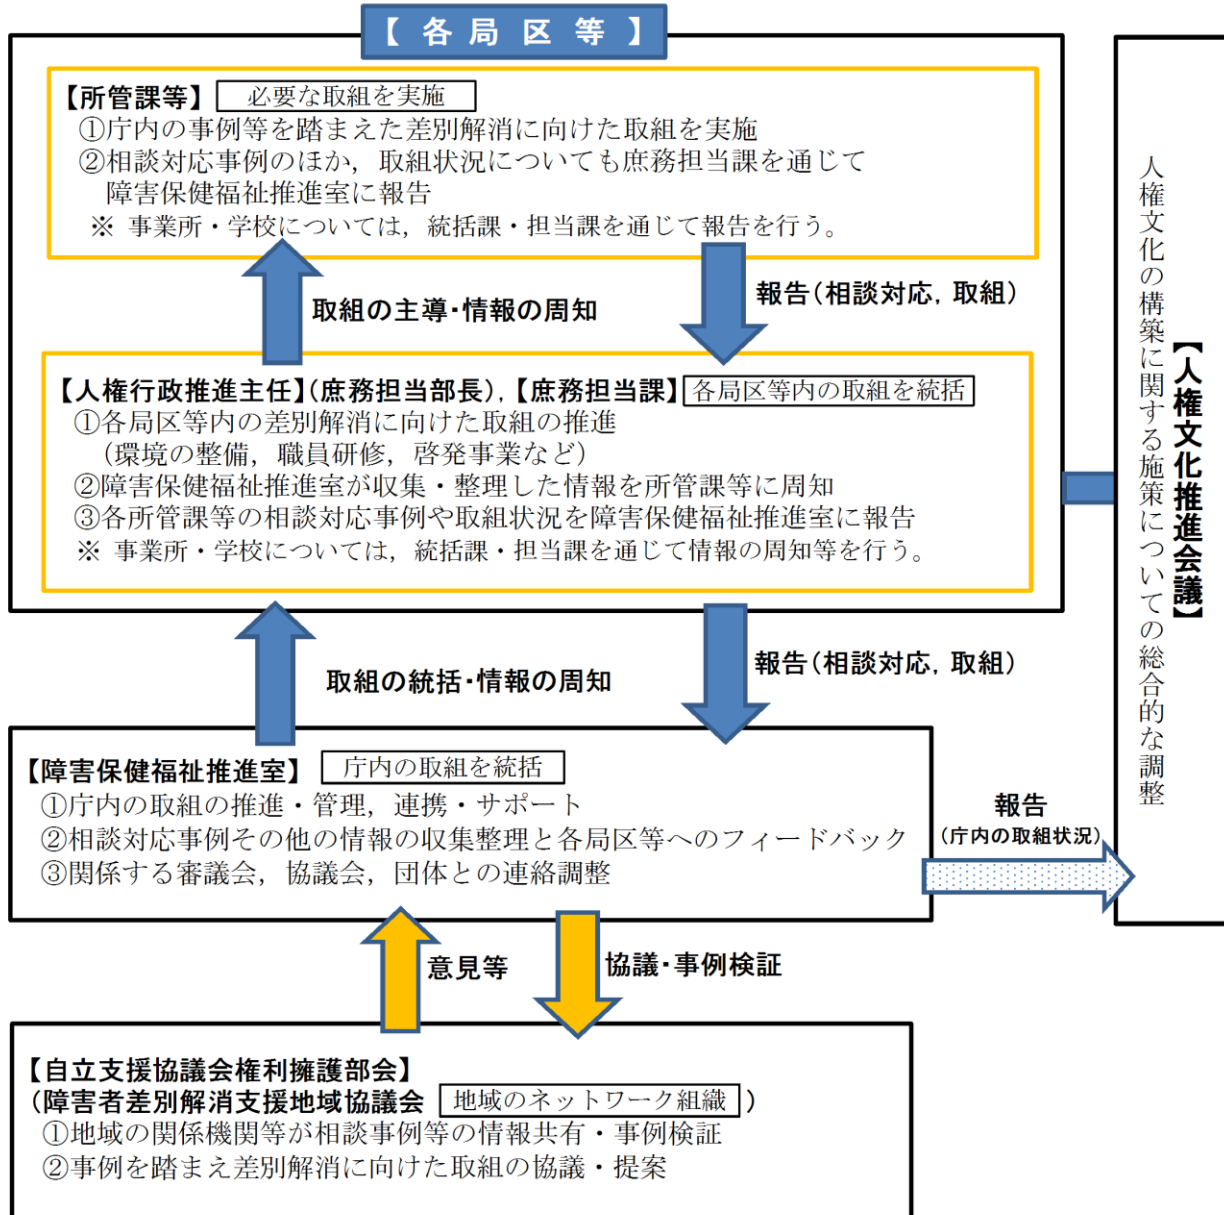 【 各 局 区 等 】
【所管課等】 必要な取組を実施
①庁内の事例等を踏まえた差別解消に向けた取組を実施
②相談対応事例のほか，取組状況についても庶務担当課を通じて
障害保健福祉推進室に報告
※ 事業所・学校については，統括課・担当課を通じて報告を行う。
取組の主導・情報の周知
報告（相談対応，取組）
【人権行政推進主任】（庶務担当部長），【庶務担当課】 各局区等内の取組を統括
①各局区等内の差別解消に向けた取組の推進
（環境の整備，職員研修，啓発事業など）
②障害保健福祉推進室が収集・整理した情報を所管課等に周知
③各所管課等の相談対応事例や取組状況を障害保健福祉推進室に報告
※ 事業所・学校については，統括課・担当課を通じて情報の周知等を行う。
取組の統括・情報の周知
報告（相談対応，取組）
【障害保健福祉推進室】 庁内の取組を統括
①庁内の取組の推進・管理，連携・サポート
②相談対応事例その他の情報の収集整理と各局区等へのフィードバック
③関係する審議会，協議会，団体との連絡調整
報告
（庁内の取組状況）
【人権文化推進会議】
人権文化の構築に関する施策についての総合的な調整
意見等
協議・事例検証
【自立支援協議会権利擁護部会】
（障害者差別解消支援地域協議会 地域のネットワーク組織 ）
①地域の関係機関等が相談事例等の情報共有・事例検証
②事例を踏まえ差別解消に向けた取組の協議・提案